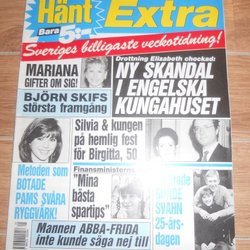 Hänt
Extra
Bara 5:-
Sveriges billigaste veckotidning!
MARIANA
GIFTER OM SIG!
BJÖRN SKIFS
största framgång
Drottning Elizabeth chockad:
NY SKANDAL
I ENGELSKA
KUNGAHUSET
Silvia & kungen
på hemlig fest
för Birgitta, 50
Metoden som
BOTADE
PAMS SVÅRA
RYGGVÄRK!
Finansministerns
"Mina
bästa
spartips"
SVAHN
25-års-
dagen
Mannen ABBA-FRIDA
inte kunde säga nej till